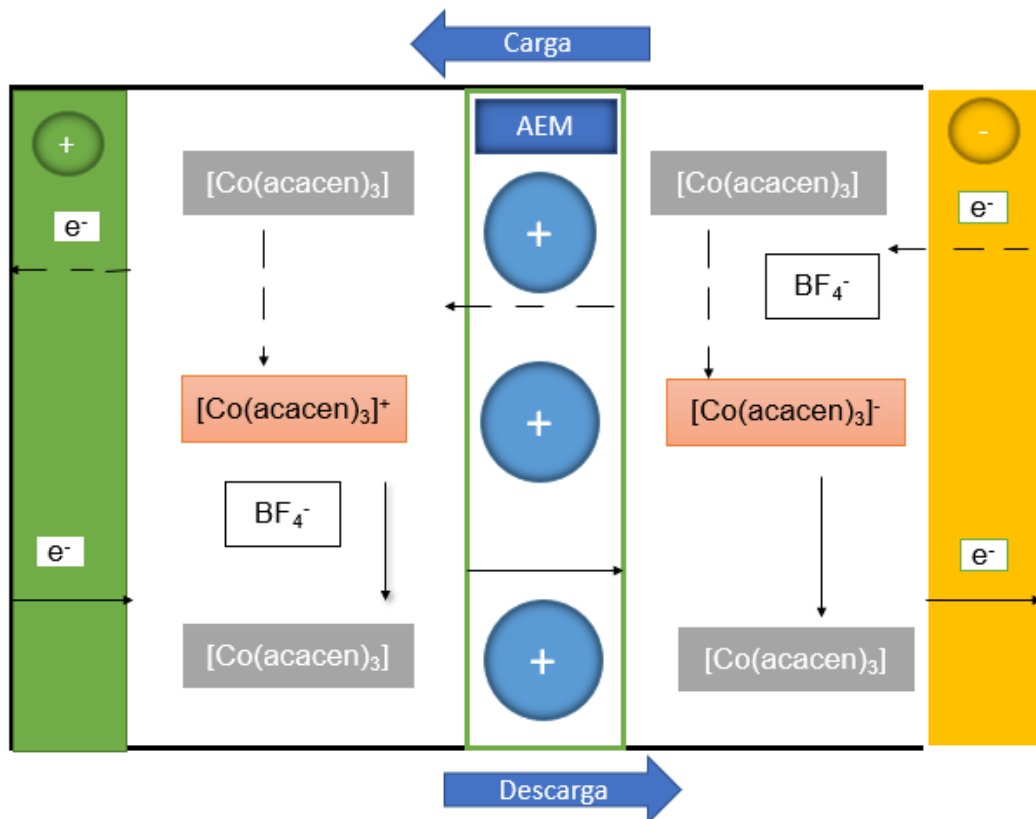 Carga
+
AEM
-
[Co(acacen)₃]
[Co(acacen)₃]
e⁻
e⁻
+
BF₄⁻
[Co(acacen)₃]⁺
+
[Co(acacen)₃]⁻
BF₄⁻
e⁻
e⁻
[Co(acacen)₃]
+
[Co(acacen)₃]
Descarga